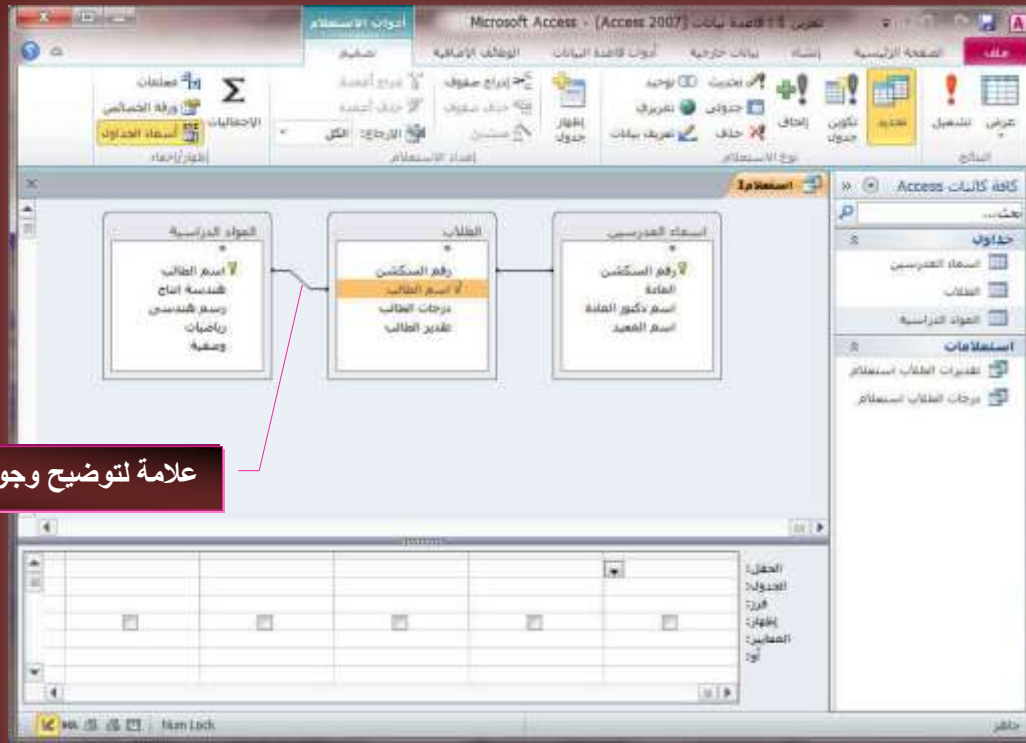 تمرين 1 : قاعدة بيانات (Access 2007) - Microsoft Access
أدوات الاستعلام
ملف
الصفحة الرئيسية
إنشاء
بيانات خارجية
أدوات قاعدة البيانات
الوظائف الإضافية
تصميم
عرض
تشغيل
النتائج
تحديد
تكوين جدول
إلحاق
تحديث
جدولي
حذف
توحيد
تمريري
تعريف بيانات
نوع الاستعلام
إظهار جدول
إدراج صفوف
حذف صفوف
منشئ
إدراج أعمدة
حذف أعمدة
الإرجاع: الكل
إعداد الاستعلام
Σ
الإجماليات
معلمات
ورقة الخصائص
أسماء الجداول
إظهار/إخفاء
كافة كائنات Access
بحث...
جداول
اسماء المدرسين
الطلاب
المواد الدراسية
استعلامات
تقديرات الطلاب استعلام
درجات الطلاب استعلام
استعلام1
اسماء المدرسين
*
رقم السكشن
المادة
اسم دكتور المادة
اسم المعيد
الطلاب
*
رقم السكشن
اسم الطالب
درجات الطالب
تقدير الطالب
المواد الدراسية
*
اسم الطالب
هندسة انتاج
رسم هندسى
رياضيات
وصفية
علامة لتوضيح وجو
الحقل:
الجدول:
فرز:
إظهار:
المعايير:
أو:
جاهز
Num Lock